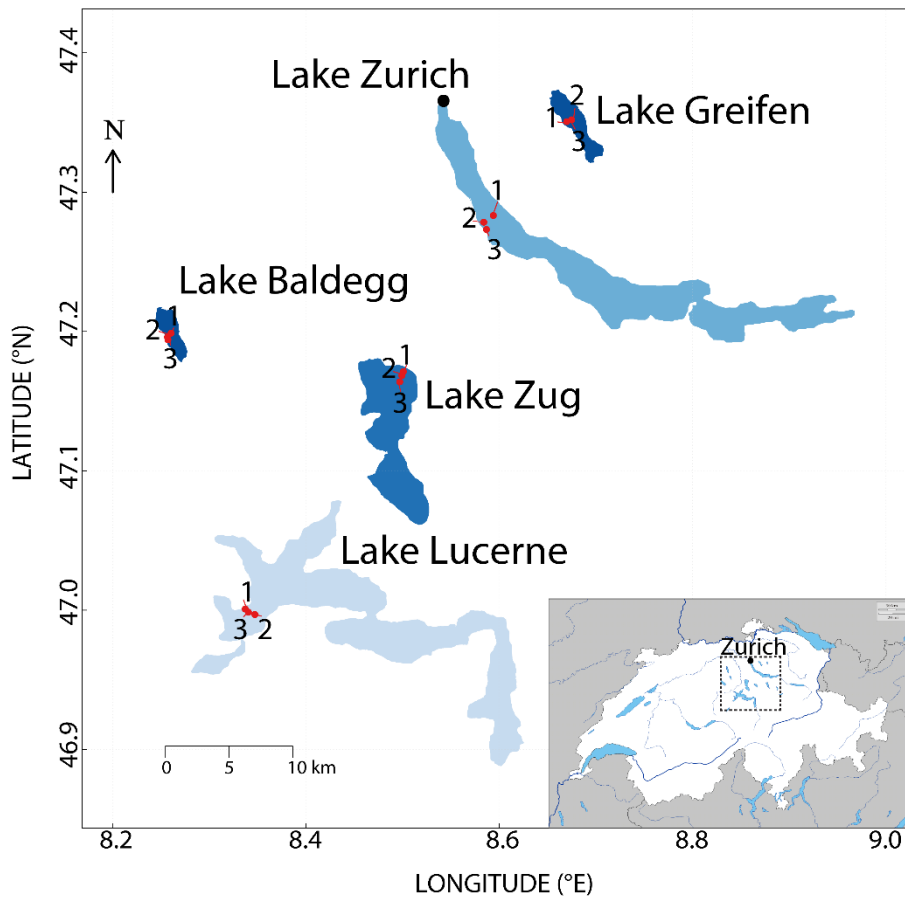 47.4
47.3
47.2
47.1
47.0
46.9
LATITUDE (°N)
N
Lake Zurich
1
2
3
Lake Greifen
2
1
3
Lake Baldegg
1
2
3
Lake Zug
1
2
3
Lake Lucerne
1
3 2
0 5 10 km
Zurich
8.2 8.4 8.6 8.8 9.0
LONGITUDE (°E)